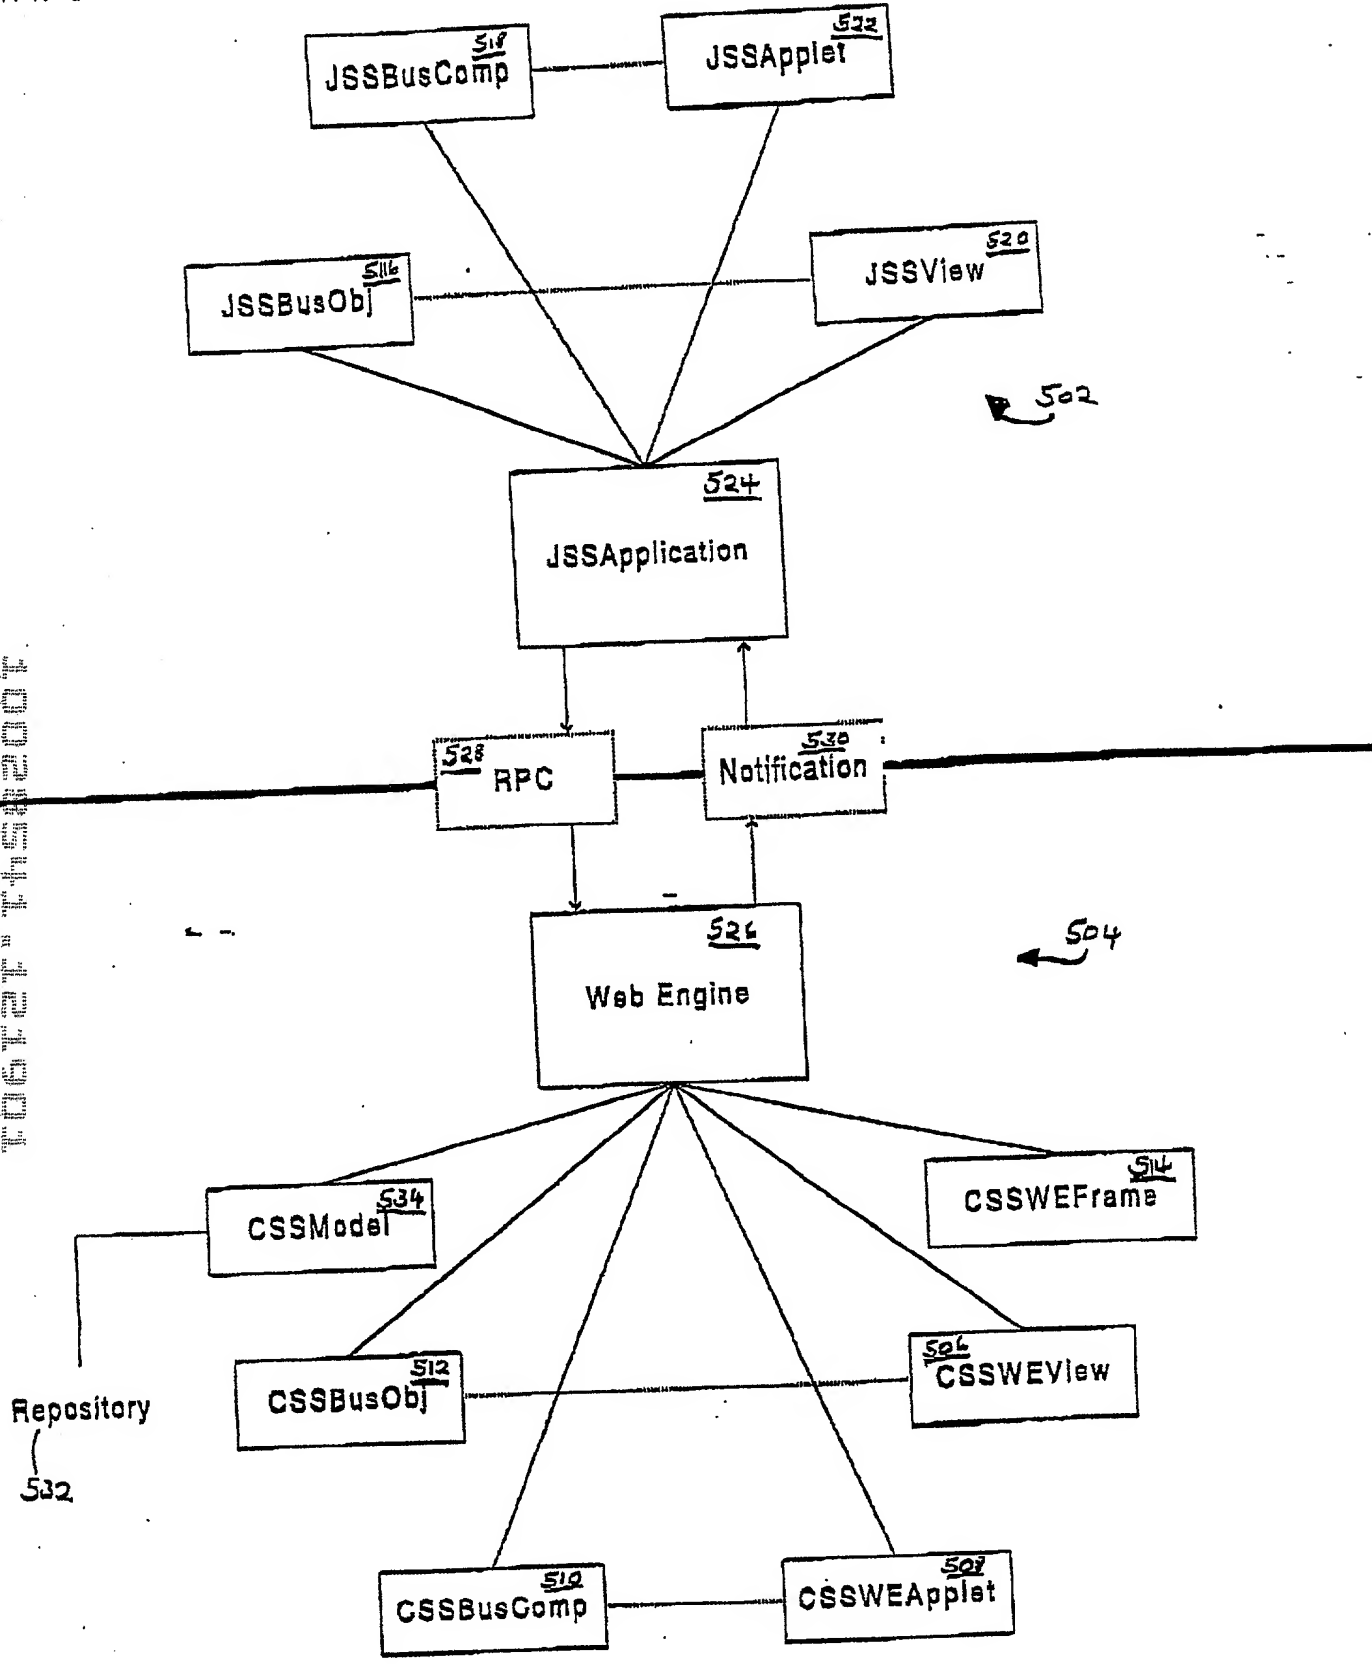 518
JSSBusComp
522
JSSApplet
516
JSSBusObj
520
JSSView
502
524
JSSApplication
528
RPC
530
Notification
526
Web Engine
504
534
CSSModel
514
CSSWEFrame
512
CSSBusObj
506
CSSWEView
Repository
532
510
CSSBusComp
508
CSSWEApplet